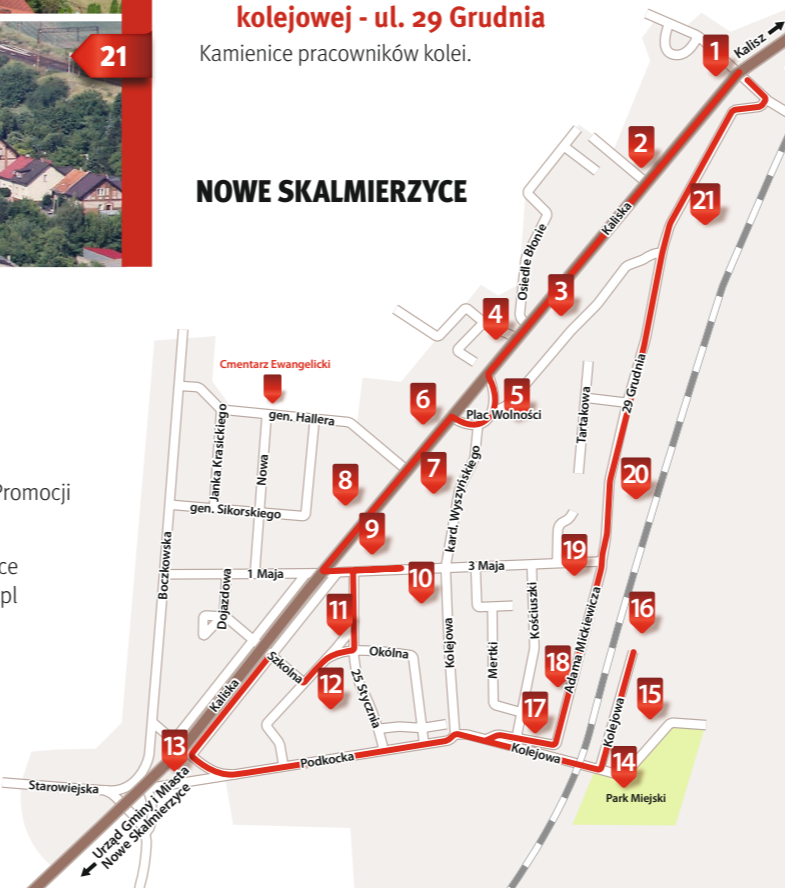 kolejowej - ul. 29 Grudnia
Kamienice pracowników kolei.
21
NOWE SKALMIERZYCE
Promocji
ce
pl
1
Kalisz
2
21
Kaliska
Osiedle Błonie
3
4
Cmentarz Ewangelicki
5
6
Plac Wolności
29 Grudnia
Tartakowa
gen. Hallera
Janka Krasickiego
Nowa
7
8
kard. Wyszyńskiego
20
gen. Sikorskiego
9
Boczkowska
1 Maja
10
3 Maja
19
Dojazdowa
11
Kościuszki
Adama Mickiewicza
16
Kolejowa
Mertki
Okólna
Szkolna
12
25 Stycznia
18
Kaliska
17
15
Kolejowa
13
Podkocka
Kolejowa
14
Starowiejska
Park Miejski
Urząd Gminy i Miasta
Nowe Skalmierzyce